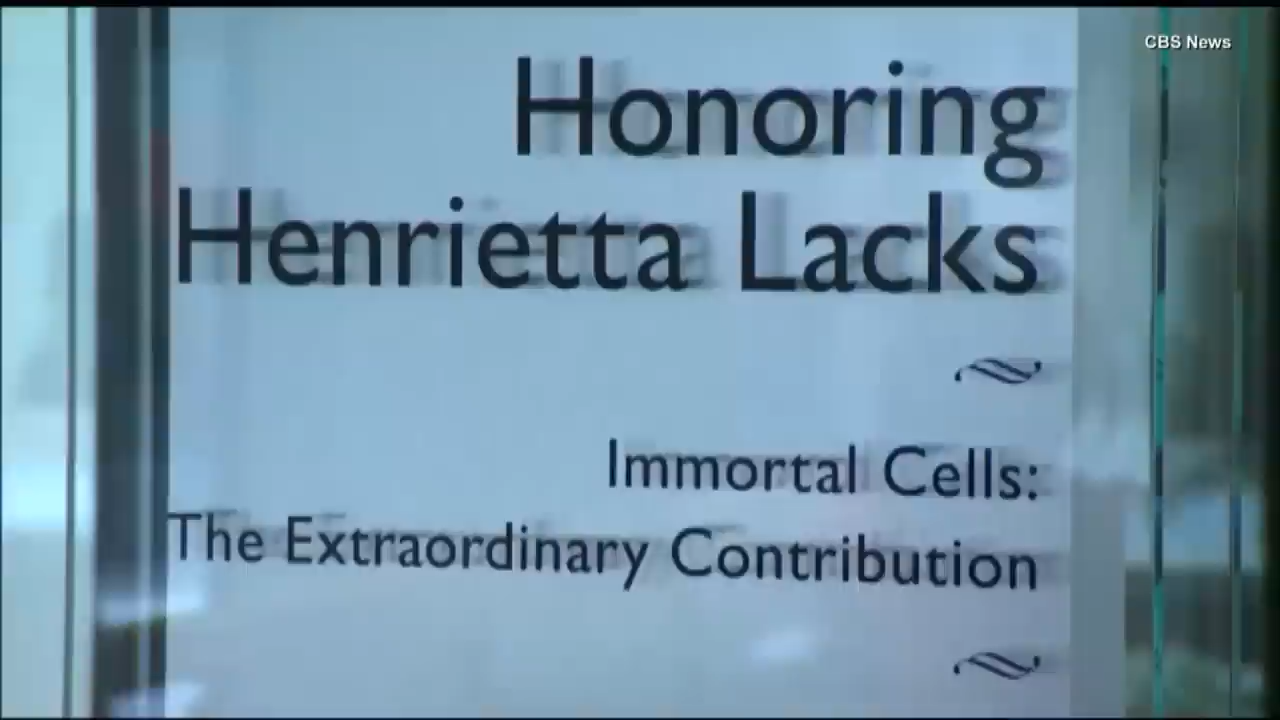 CBS News
Honoring
Henrietta Lacks
Immortal Cells:
The Extraordinary Contribution